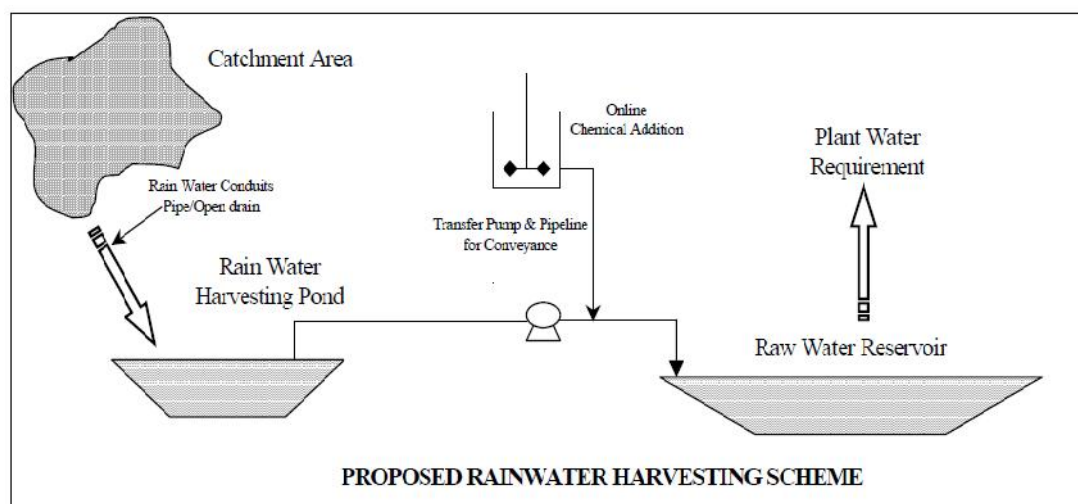 Catchment Area
Rain Water Conduits
Pipe/Open drain
Rain Water
Harvesting Pond
Online
Chemical Addition
Transfer Pump & Pipeline
for Conveyance
Plant Water
Requirement
Raw Water Reservoir
PROPOSED RAINWATER HARVESTING SCHEME